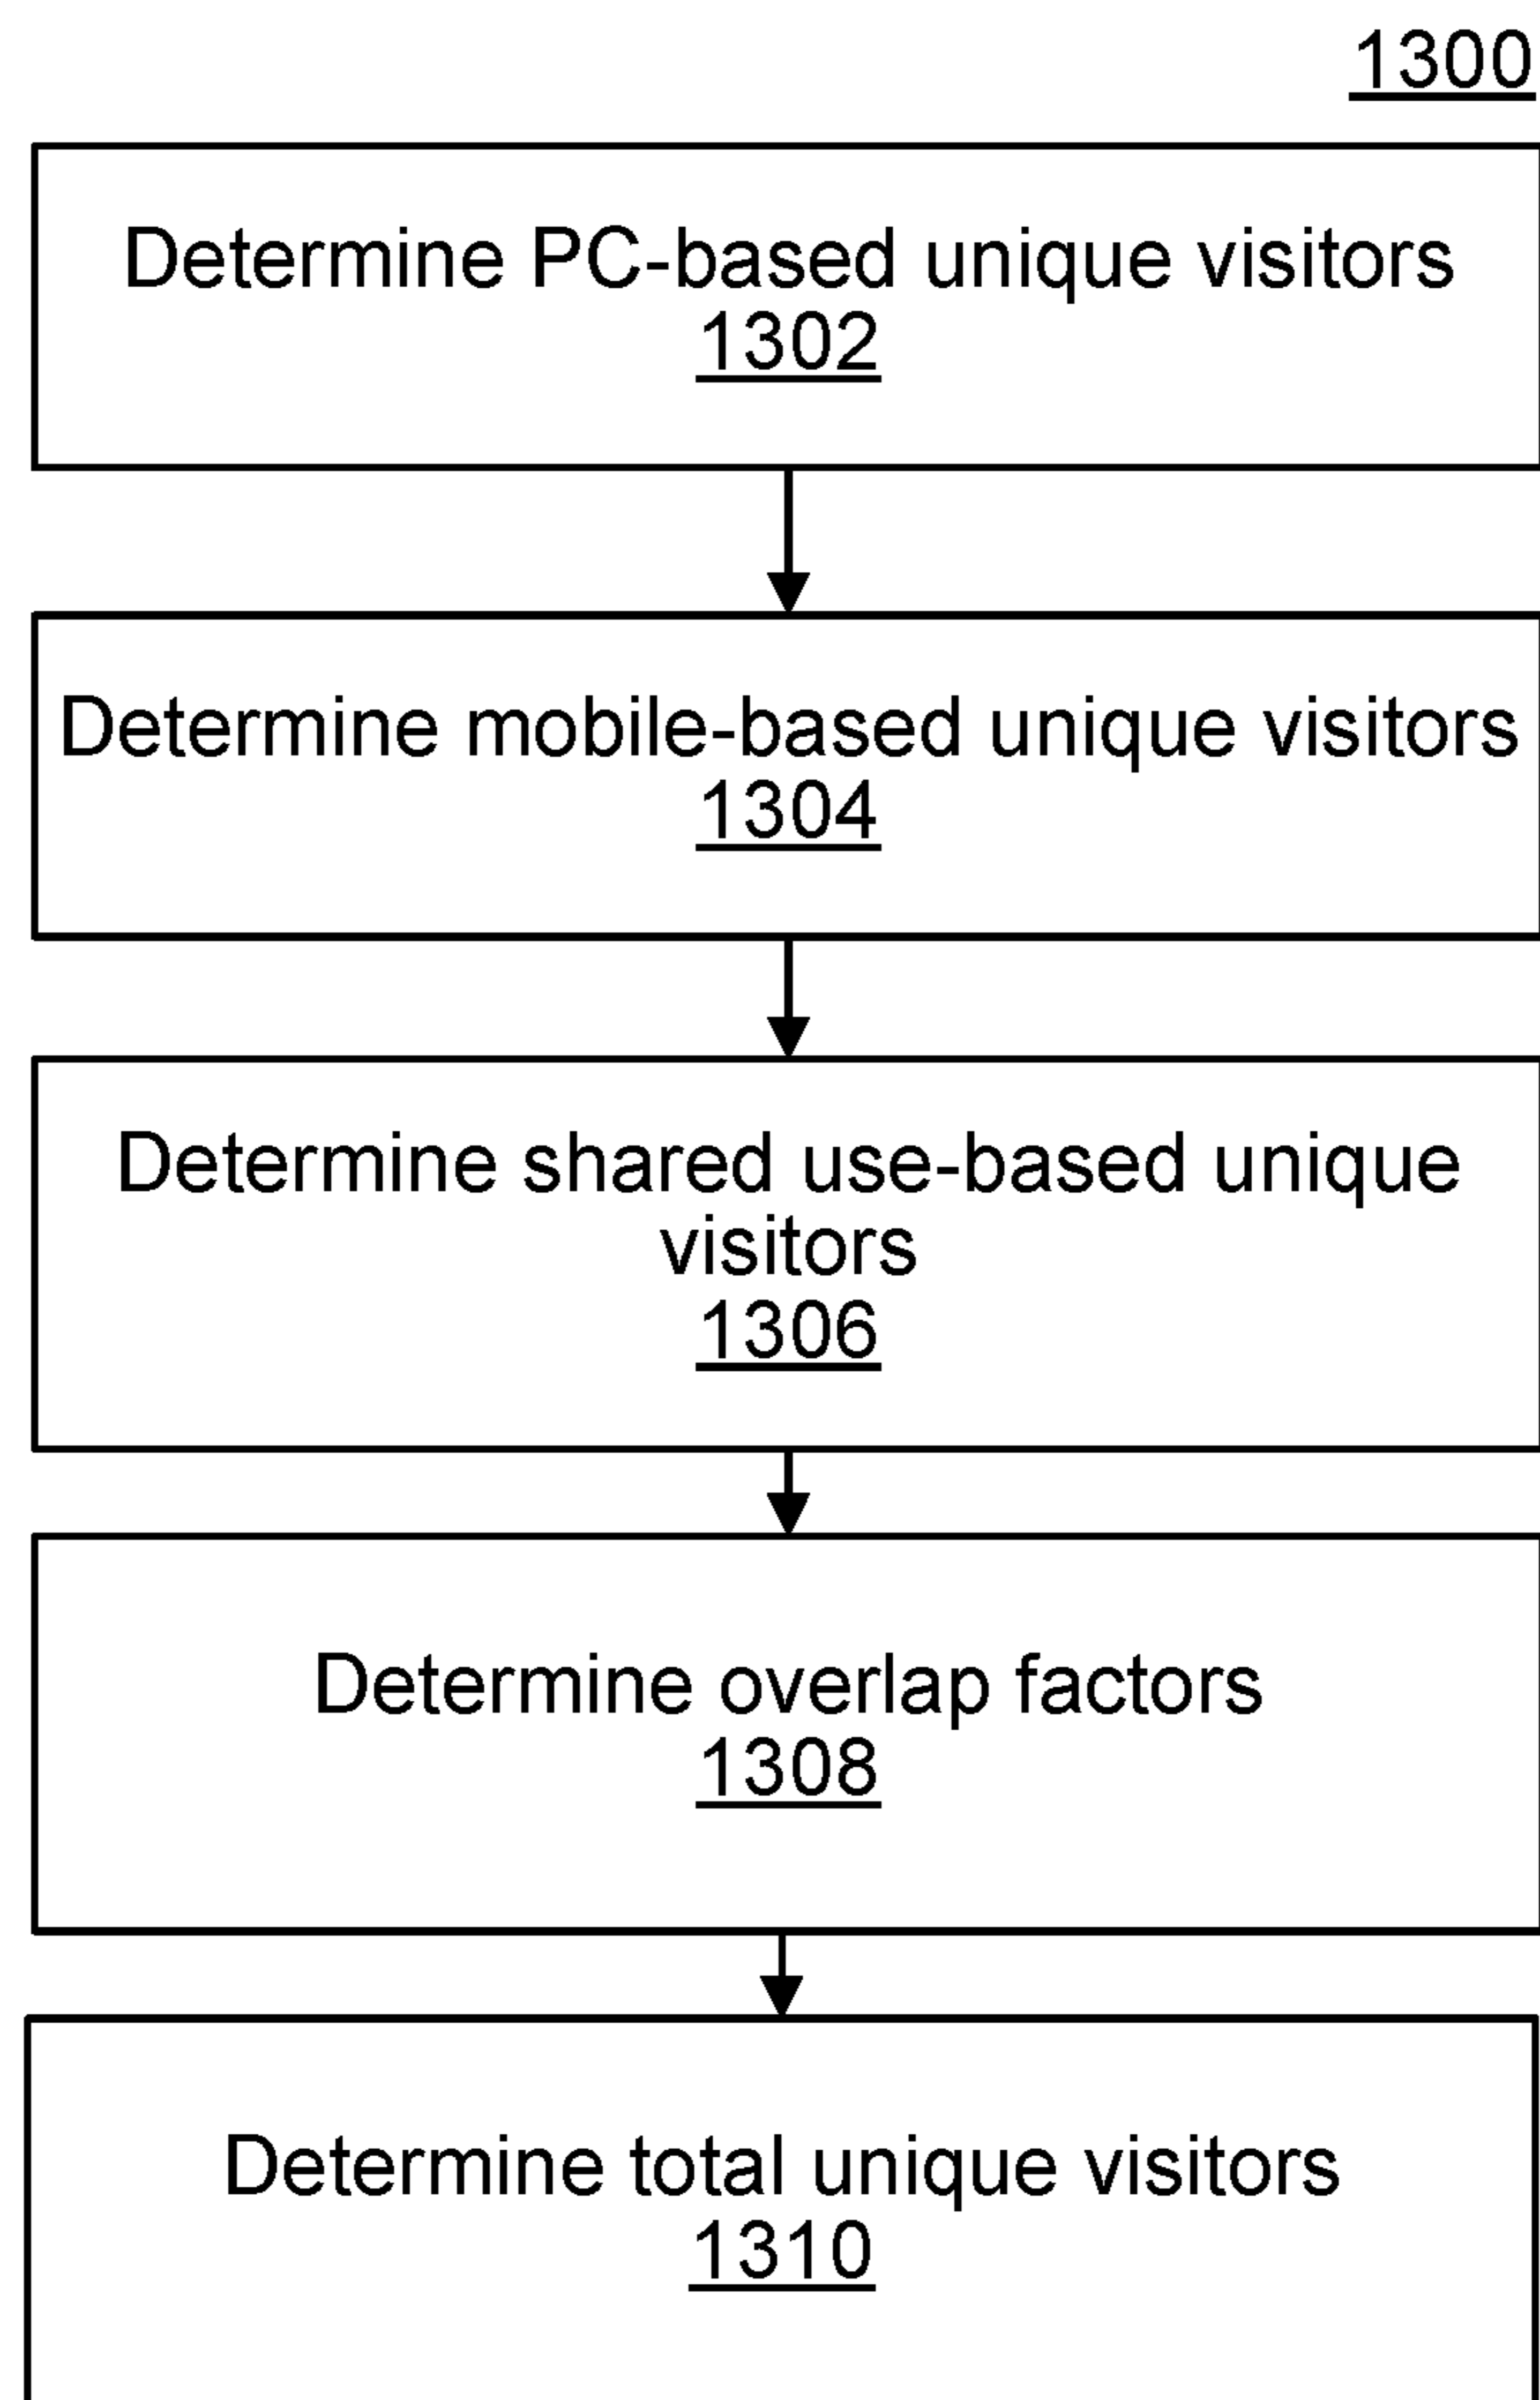 1300
Determine PC-based unique visitors
1302
Determine mobile-based unique visitors
1304
Determine shared use-based unique
visitors
1306
Determine overlap factors
1308
Determine total unique visitors
1310